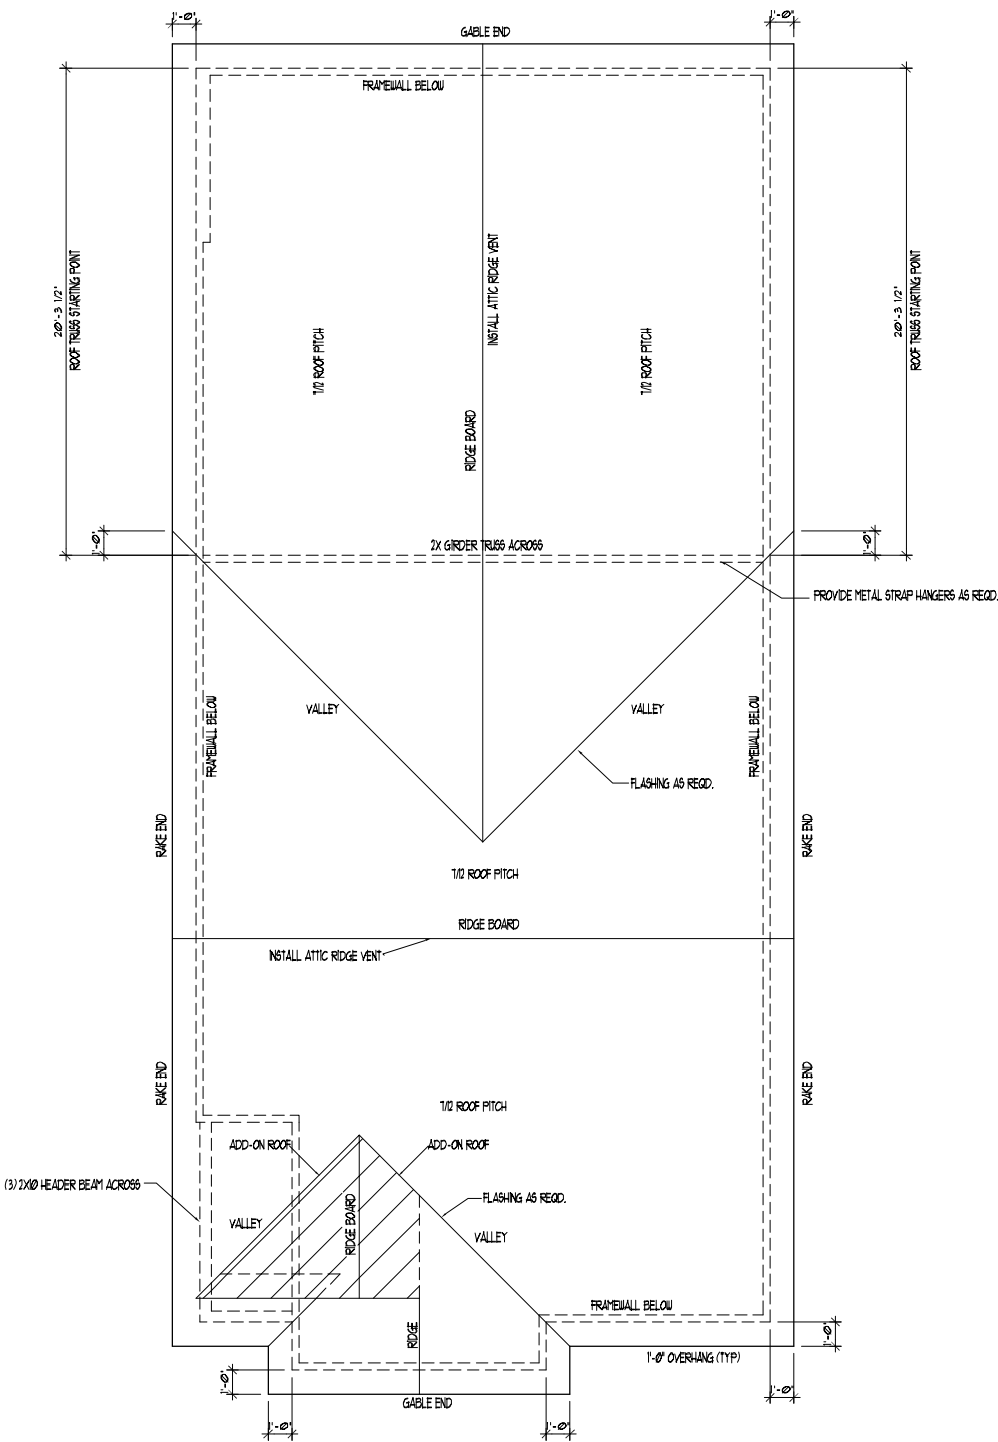 1'-0"
1'-0"
GABLE END
FRAMEWALL BELOW
INSTALL ATTIC RIDGE VENT
20'-3 1/2"
ROOF TRUSS STARTING POINT
20'-3 1/2"
ROOF TRUSS STARTING POINT
7/12 ROOF PITCH
7/12 ROOF PITCH
RIDGE BOARD
1'-0"
2X GIRDER TRUSS ACROSS
1'-0"
PROVIDE METAL STRAP HANGERS AS REQD.
FRAMEWALL BELOW
VALLEY
VALLEY
FRAMEWALL BELOW
FLASHING AS REQD.
RAKE END
RAKE END
7/12 ROOF PITCH
RIDGE BOARD
INSTALL ATTIC RIDGE VENT
RAKE END
RAKE END
7/12 ROOF PITCH
ADD-ON ROOF
ADD-ON ROOF
(3) 2X10 HEADER BEAM ACROSS
FLASHING AS REQD.
VALLEY
RIDGE BOARD
VALLEY
FRAMEWALL BELOW
RIDGE
1'-0"
1'-0" OVERHANG (TYP)
1'-0"
1'-0"
GABLE END
1'-0"
1'-0"